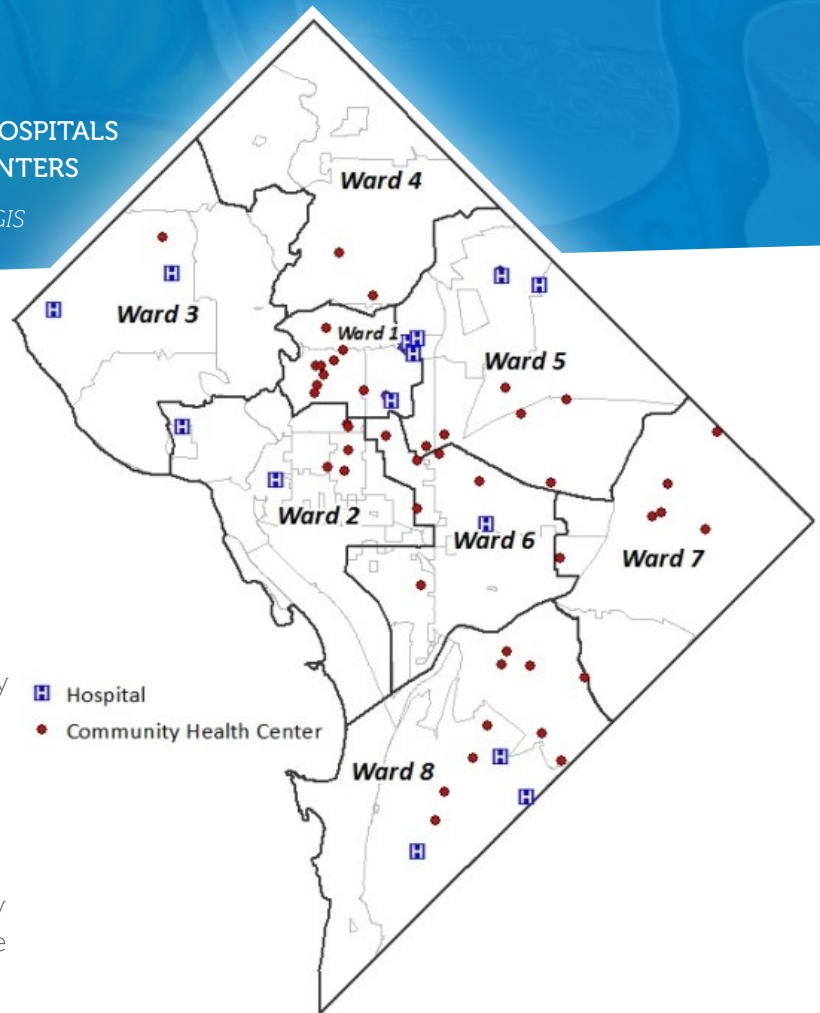 OSPITALS
NTERS
GIS
Ward 4
Ward 3
Ward 1
Ward 5
Ward 2
Ward 6
Ward 7
y
H Hospital
Community Health Center
Ward 8
y
e